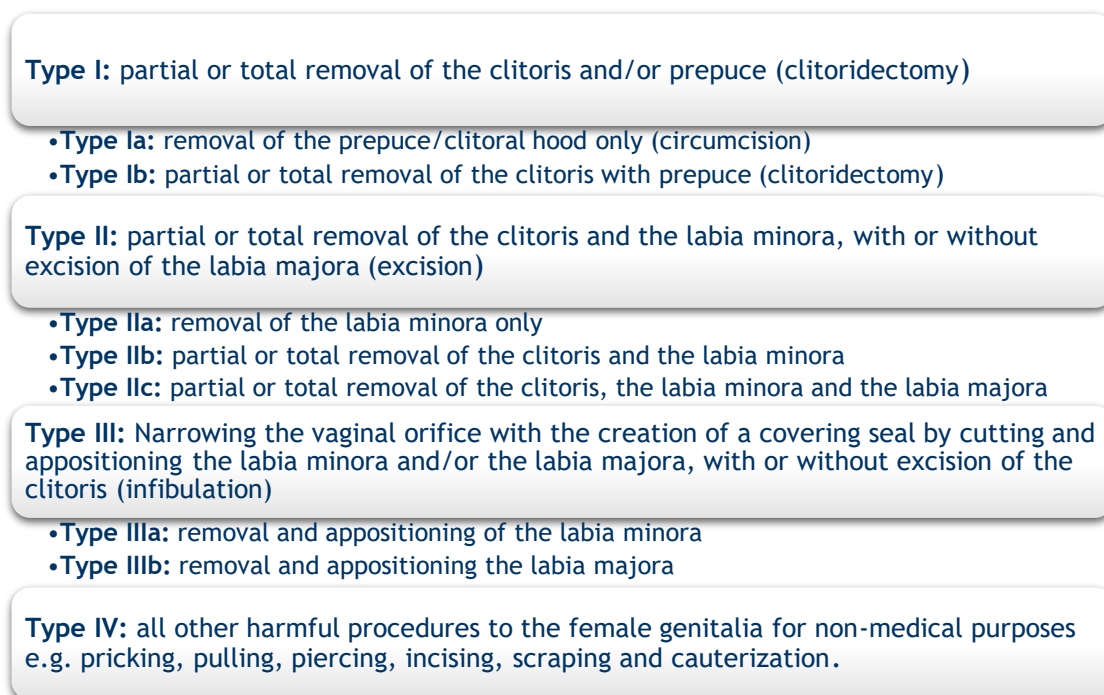 Type I: partial or total removal of the clitoris and/or prepuce (clitoridectomy)
•Type Ia: removal of the prepuce/clitoral hood only (circumcision)
•Type Ib: partial or total removal of the clitoris with prepuce (clitoridectomy)
Type II: partial or total removal of the clitoris and the labia minora, with or without
excision of the labia majora (excision)
•Type IIa: removal of the labia minora only
•Type IIb: partial or total removal of the clitoris and the labia minora
•Type IIc: partial or total removal of the clitoris, the labia minora and the labia majora
Type III: Narrowing the vaginal orifice with the creation of a covering seal by cutting and
appositioning the labia minora and/or the labia majora, with or without excision of the
clitoris (infibulation)
•Type IIIa: removal and appositioning of the labia minora
•Type IIIb: removal and appositioning the labia majora
Type IV: all other harmful procedures to the female genitalia for non-medical purposes
e.g. pricking, pulling, piercing, incising, scraping and cauterization.